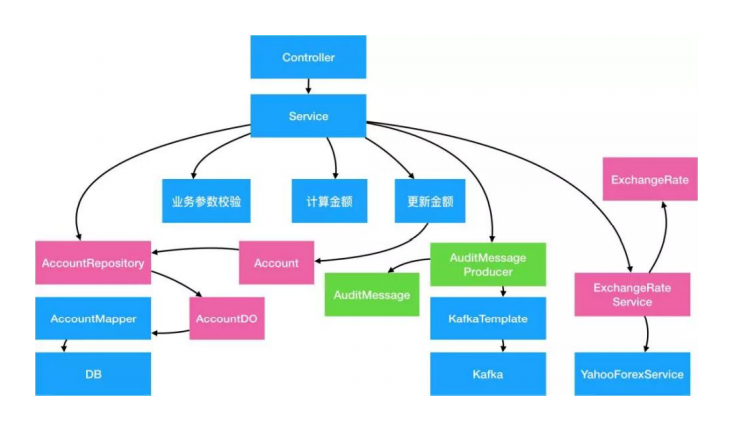 Controller
Service
ExchangeRate
业务参数校验
计算金额
更新金额
AccountRepository
Account
AuditMessage
Producer
AuditMessage
ExchangeRate
Service
AccountMapper
AccountDO
KafkaTemplate
DB
Kafka
YahooForexService